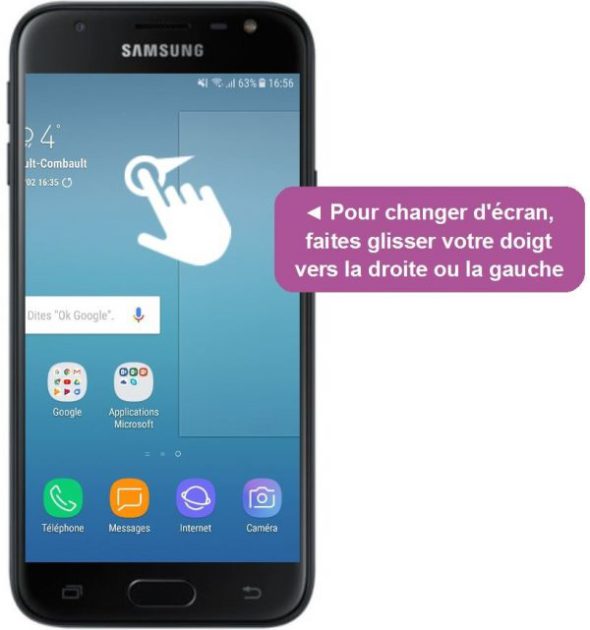 SAMSUNG
63% 16:56
4°
ult-Combault
02 16:35
◄ Pour changer d'écran,
faites glisser votre doigt
vers la droite ou la gauche
Dites "Ok Google".
Google
Applications
Microsoft
Téléphone
Messages
Internet
Caméra